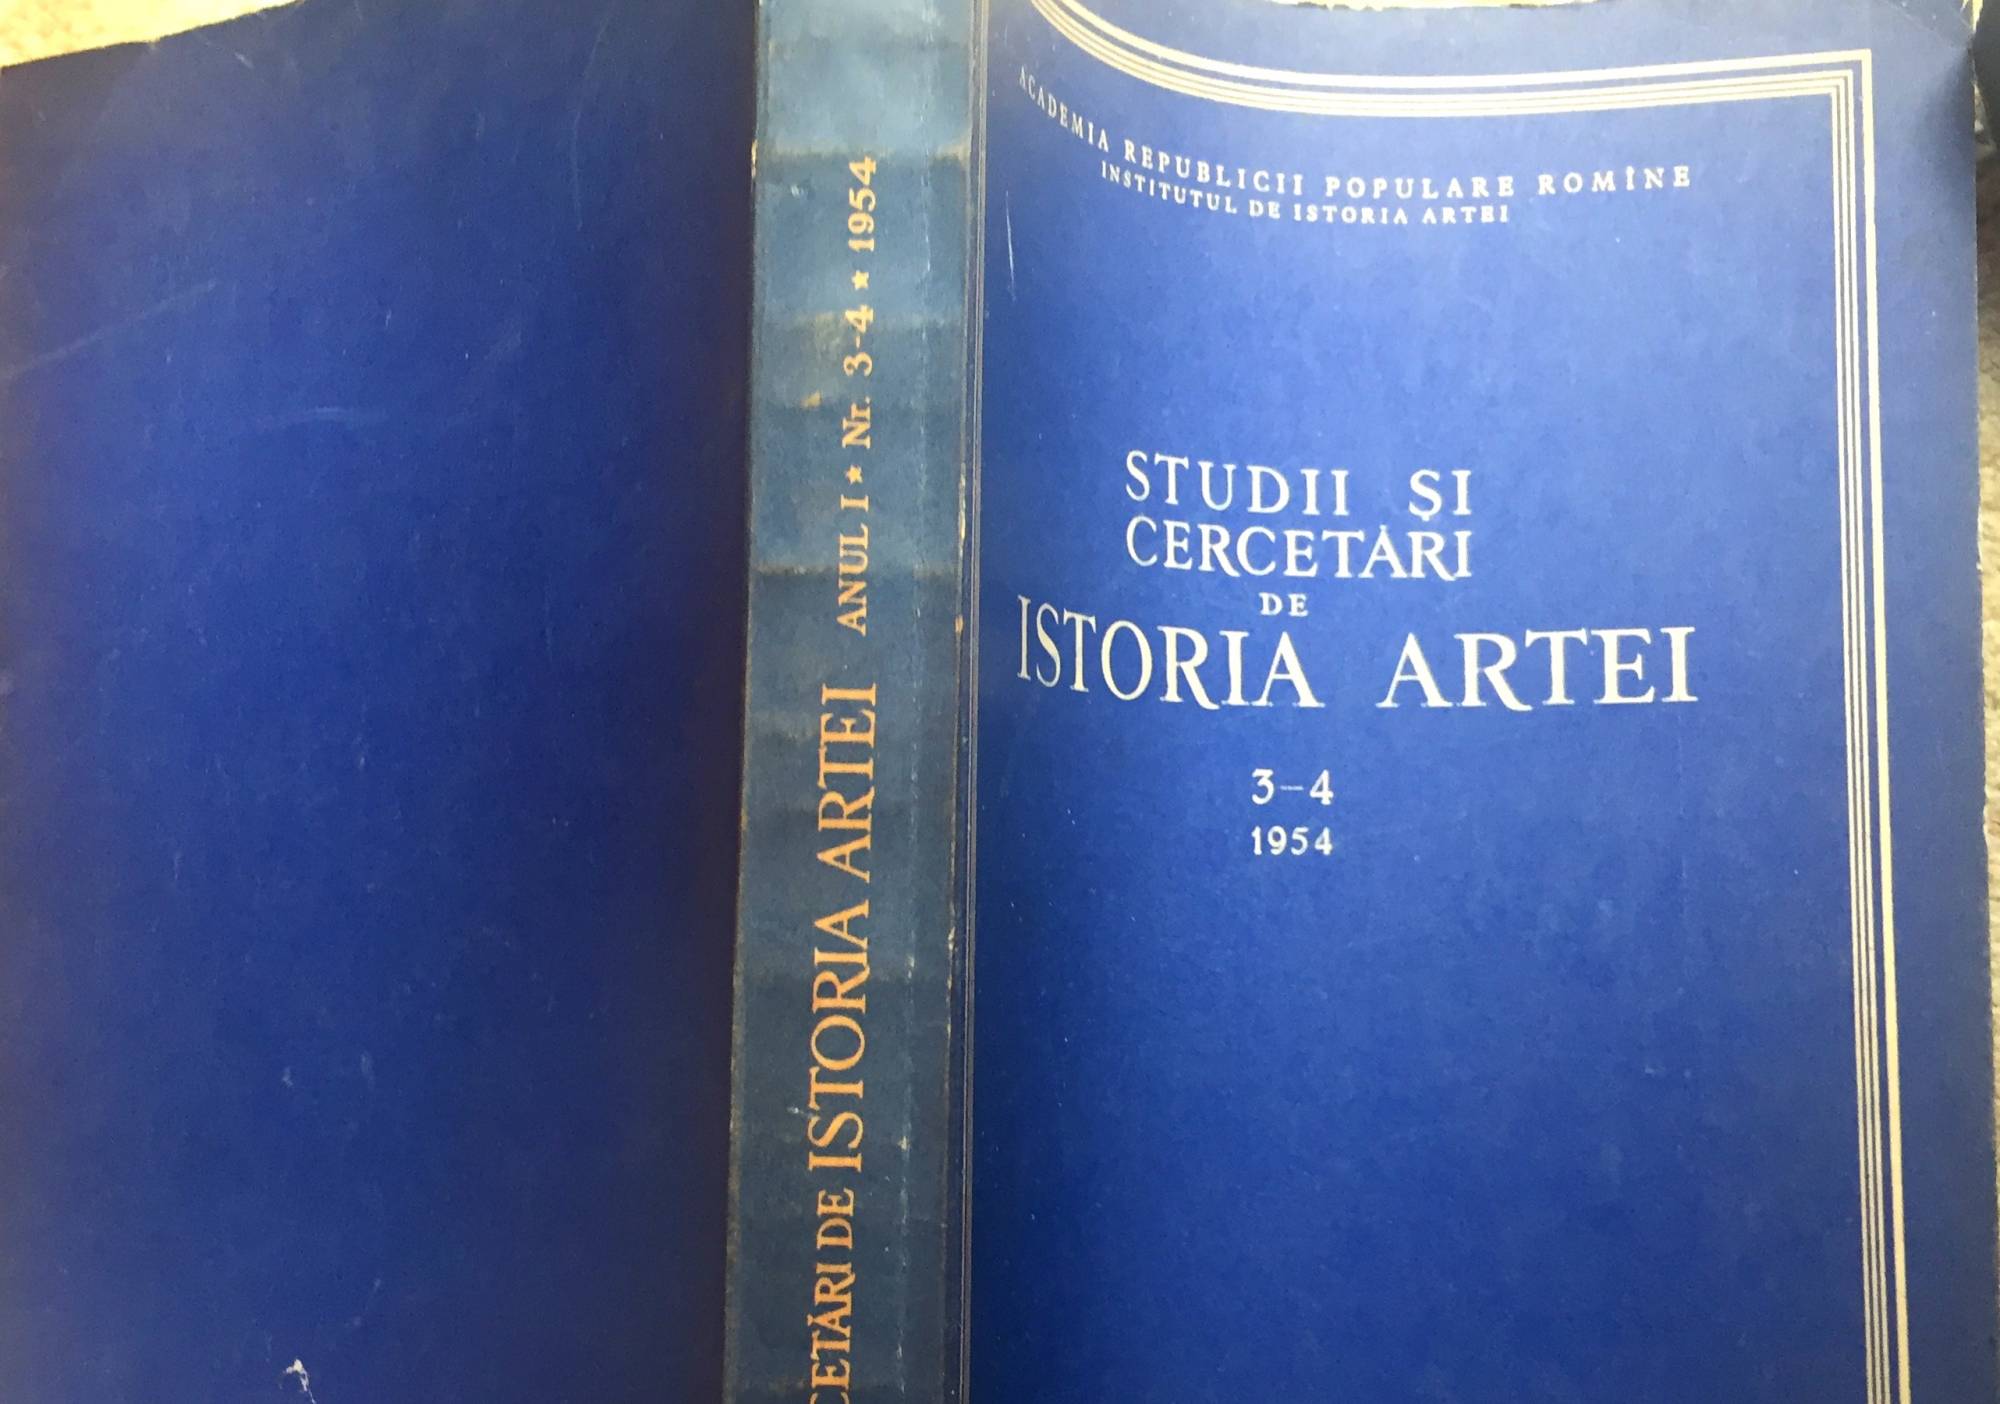 ACADEMIA REPUBLICII POPULARE ROMÎNE
INSTITUTUL DE ISTORIA ARTEI
STUDII ȘI
CERCETĂRI
DE
ISTORIA ARTEI
3-4
1954
CETĂRI DE ISTORIA ARTEI ANUL I ★ Nr. 3-4 ★ 1954